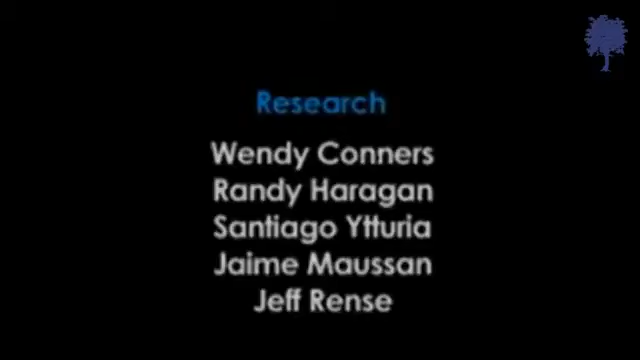 Research
Wendy Conners
Randy Haragan
Santiago Ytturia
Jaime Maussan
Jeff Rense